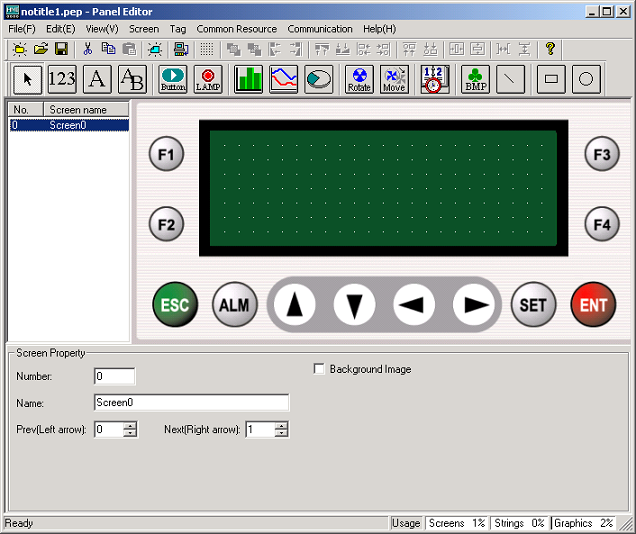 notitle1.pep - Panel Editor
File(F) Edit(E) View(V) Screen Tag Common Resource Communication Help(H)
123 A AB Button LAMP Rotate Move 12 BMP
No. Screen name
0 Screen0
F1 F3
F2 F4
ESC ALM SET ENT
Screen Property
Number: 0 Background Image
Name: Screen0
Prev(Left arrow): 0 Next(Right arrow): 1
Ready Usage Screens 1% Strings 0% Graphics 2%